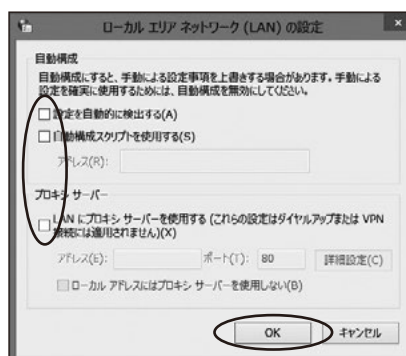 ローカル エリア ネットワーク (LAN) の設定
×
自動構成
自動構成にすると、手動による設定事項を上書きする場合があります。手動による
設定を確実に使用するためには、自動構成を無効にしてください。
設定を自動的に検出する(A)
自動構成スクリプトを使用する(S)
アドレス(R):
プロキシ サーバー
LAN にプロキシ サーバーを使用する (これらの設定はダイヤルアップまたは VPN
接続には適用されません)(X)
アドレス(E):
ポート(T): 80
詳細設定(C)
ローカル アドレスにはプロキシ サーバーを使用しない(B)
OK
キャンセル